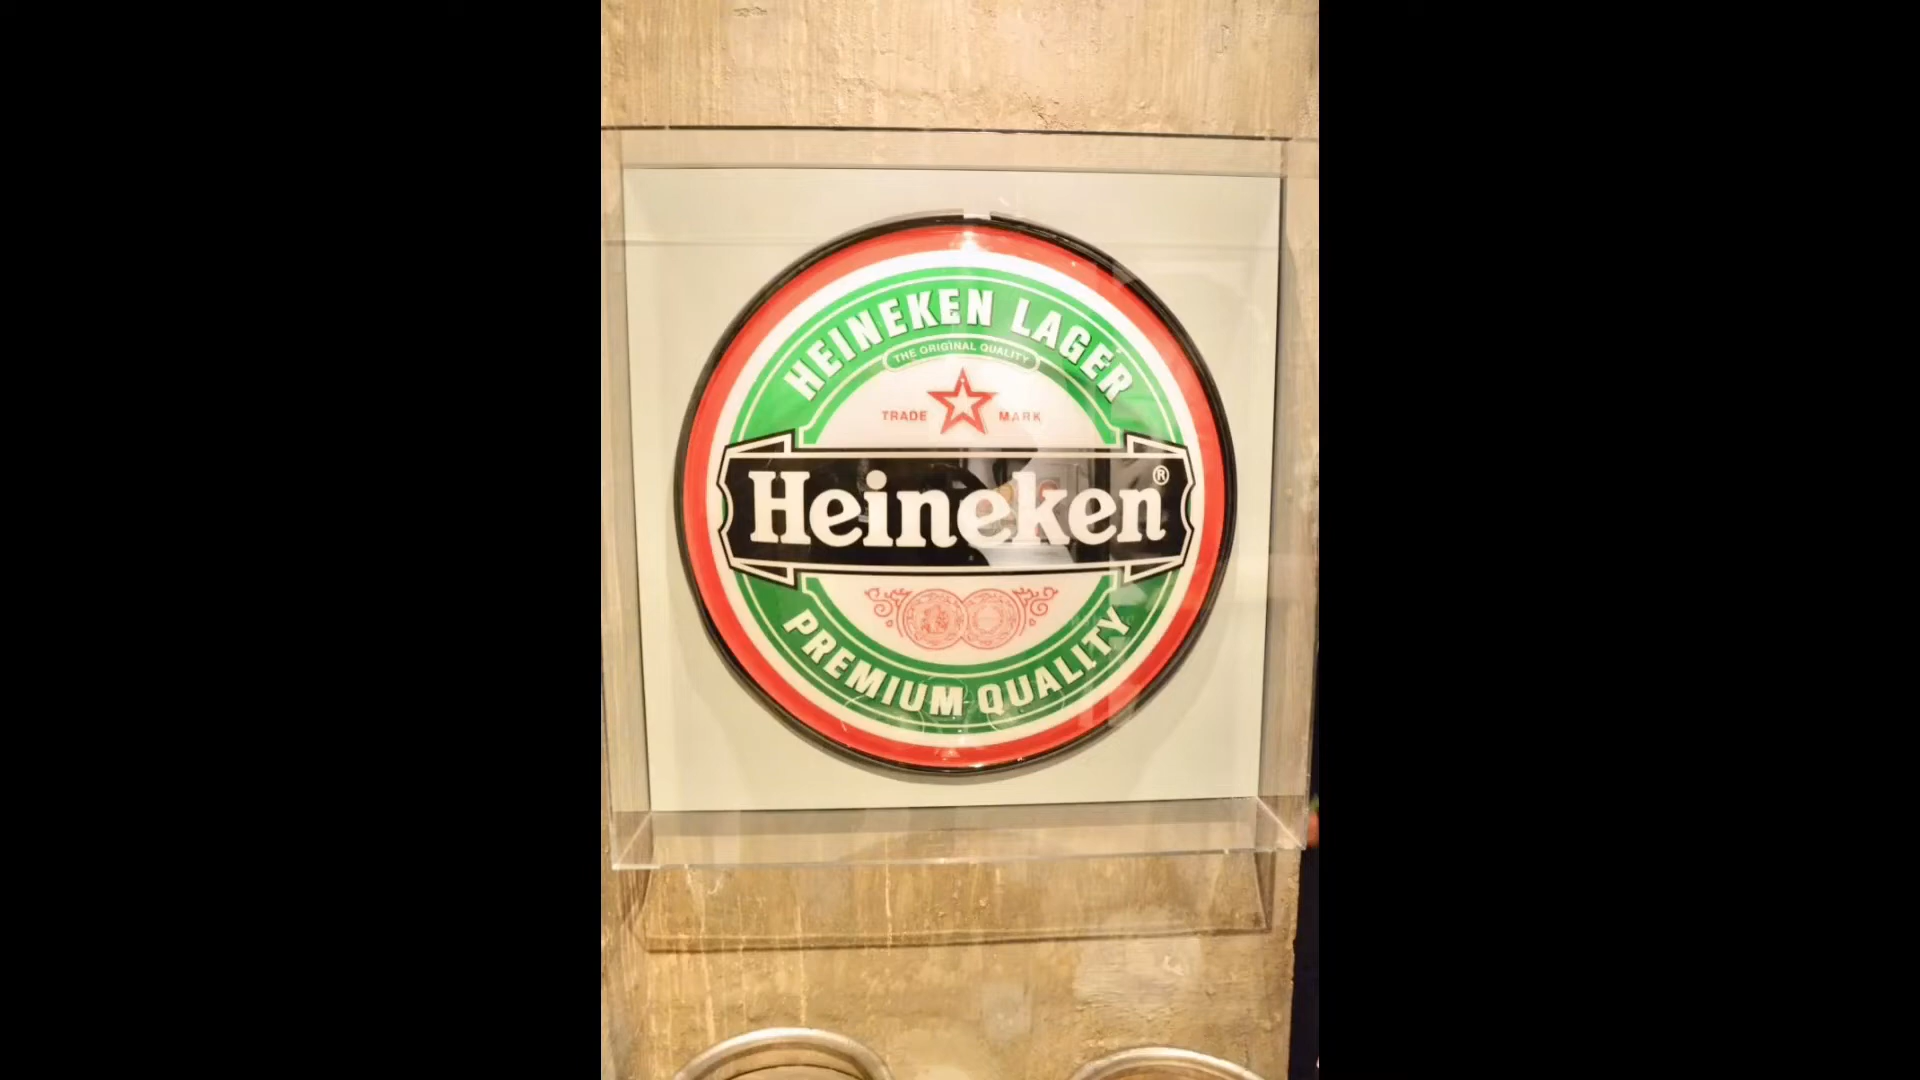 HEINEKEN LAGER
THE ORIGINAL QUALITY
TRADE MARK
Heineken®
PREMIUM QUALITY